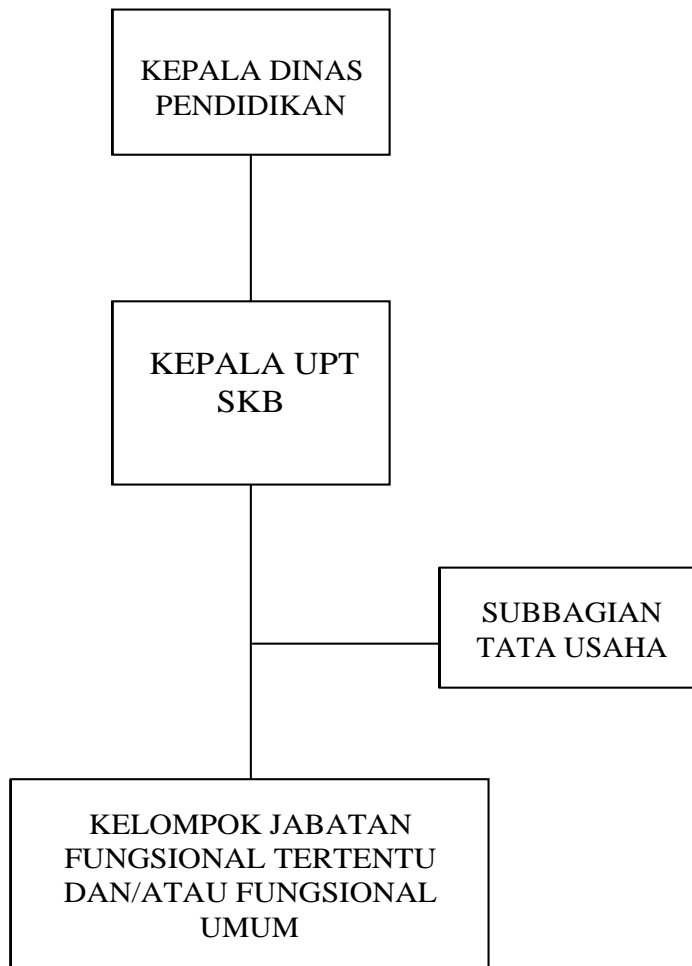 KEPALA DINAS
PENDIDIKAN
KEPALA UPT
SKB
SUBBAGIAN
TATA USAHA
KELOMPOK JABATAN
FUNGSIONAL TERTENTU
DAN/ATAU FUNGSIONAL
UMUM